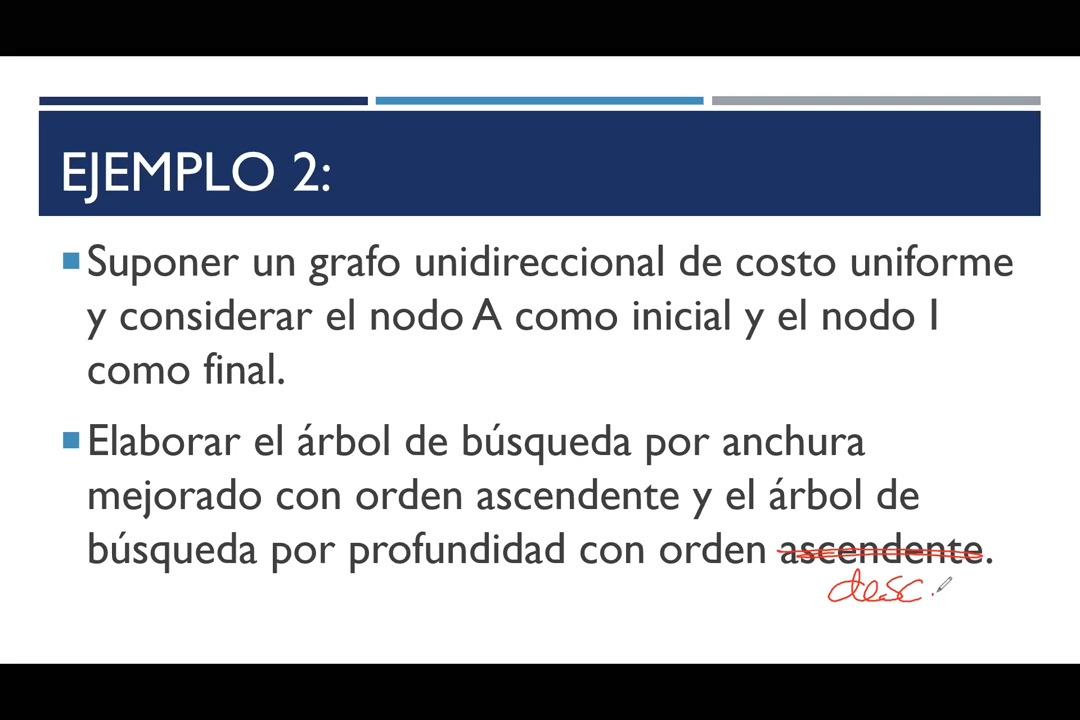 EJEMPLO 2:
Suponer un grafo unidireccional de costo uniforme
y considerar el nodo A como inicial y el nodo I
como final.
Elaborar el árbol de búsqueda por anchura
mejorado con orden ascendente y el árbol de
búsqueda por profundidad con orden ascendente.
desc.